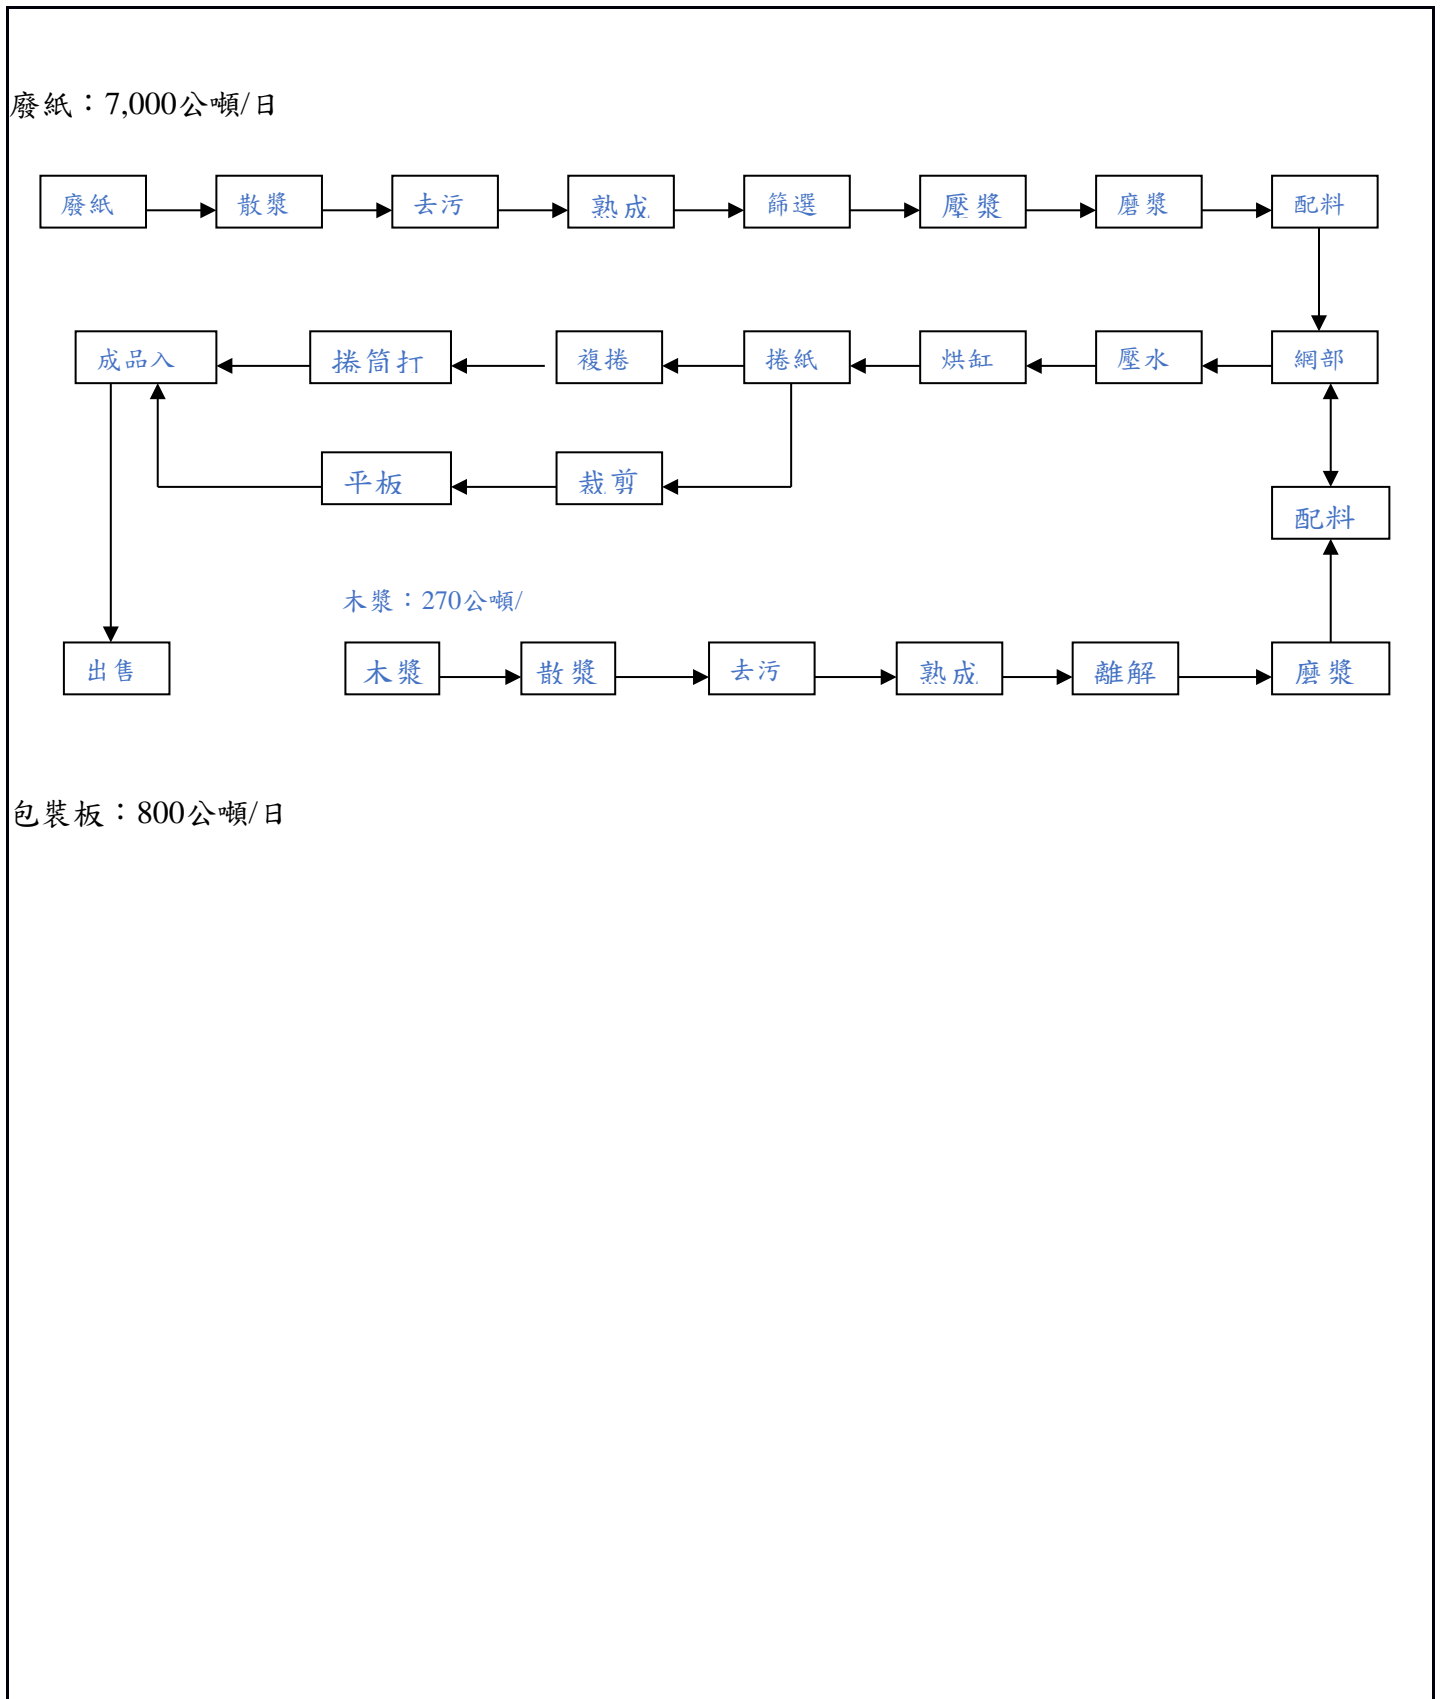 廢紙：7,000公噸/日
廢紙 散漿 去污 熟成 篩選 壓漿 磨漿 配料
成品入 捲筒打 複捲 捲紙 烘缸 壓水 網部
平板 裁剪
配料
木漿：270公噸/
出售 木漿 散漿 去污 熟成 離解 磨漿
包裝板：800公噸/日